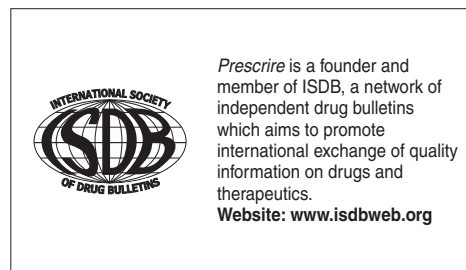 INTERNATIONAL SOCIETY
ISDB
OF DRUG BULLETINS
Prescrire is a founder and
member of ISDB, a network of
independent drug bulletins
which aims to promote
international exchange of quality
information on drugs and
therapeutics.
Website: www.isdbweb.org